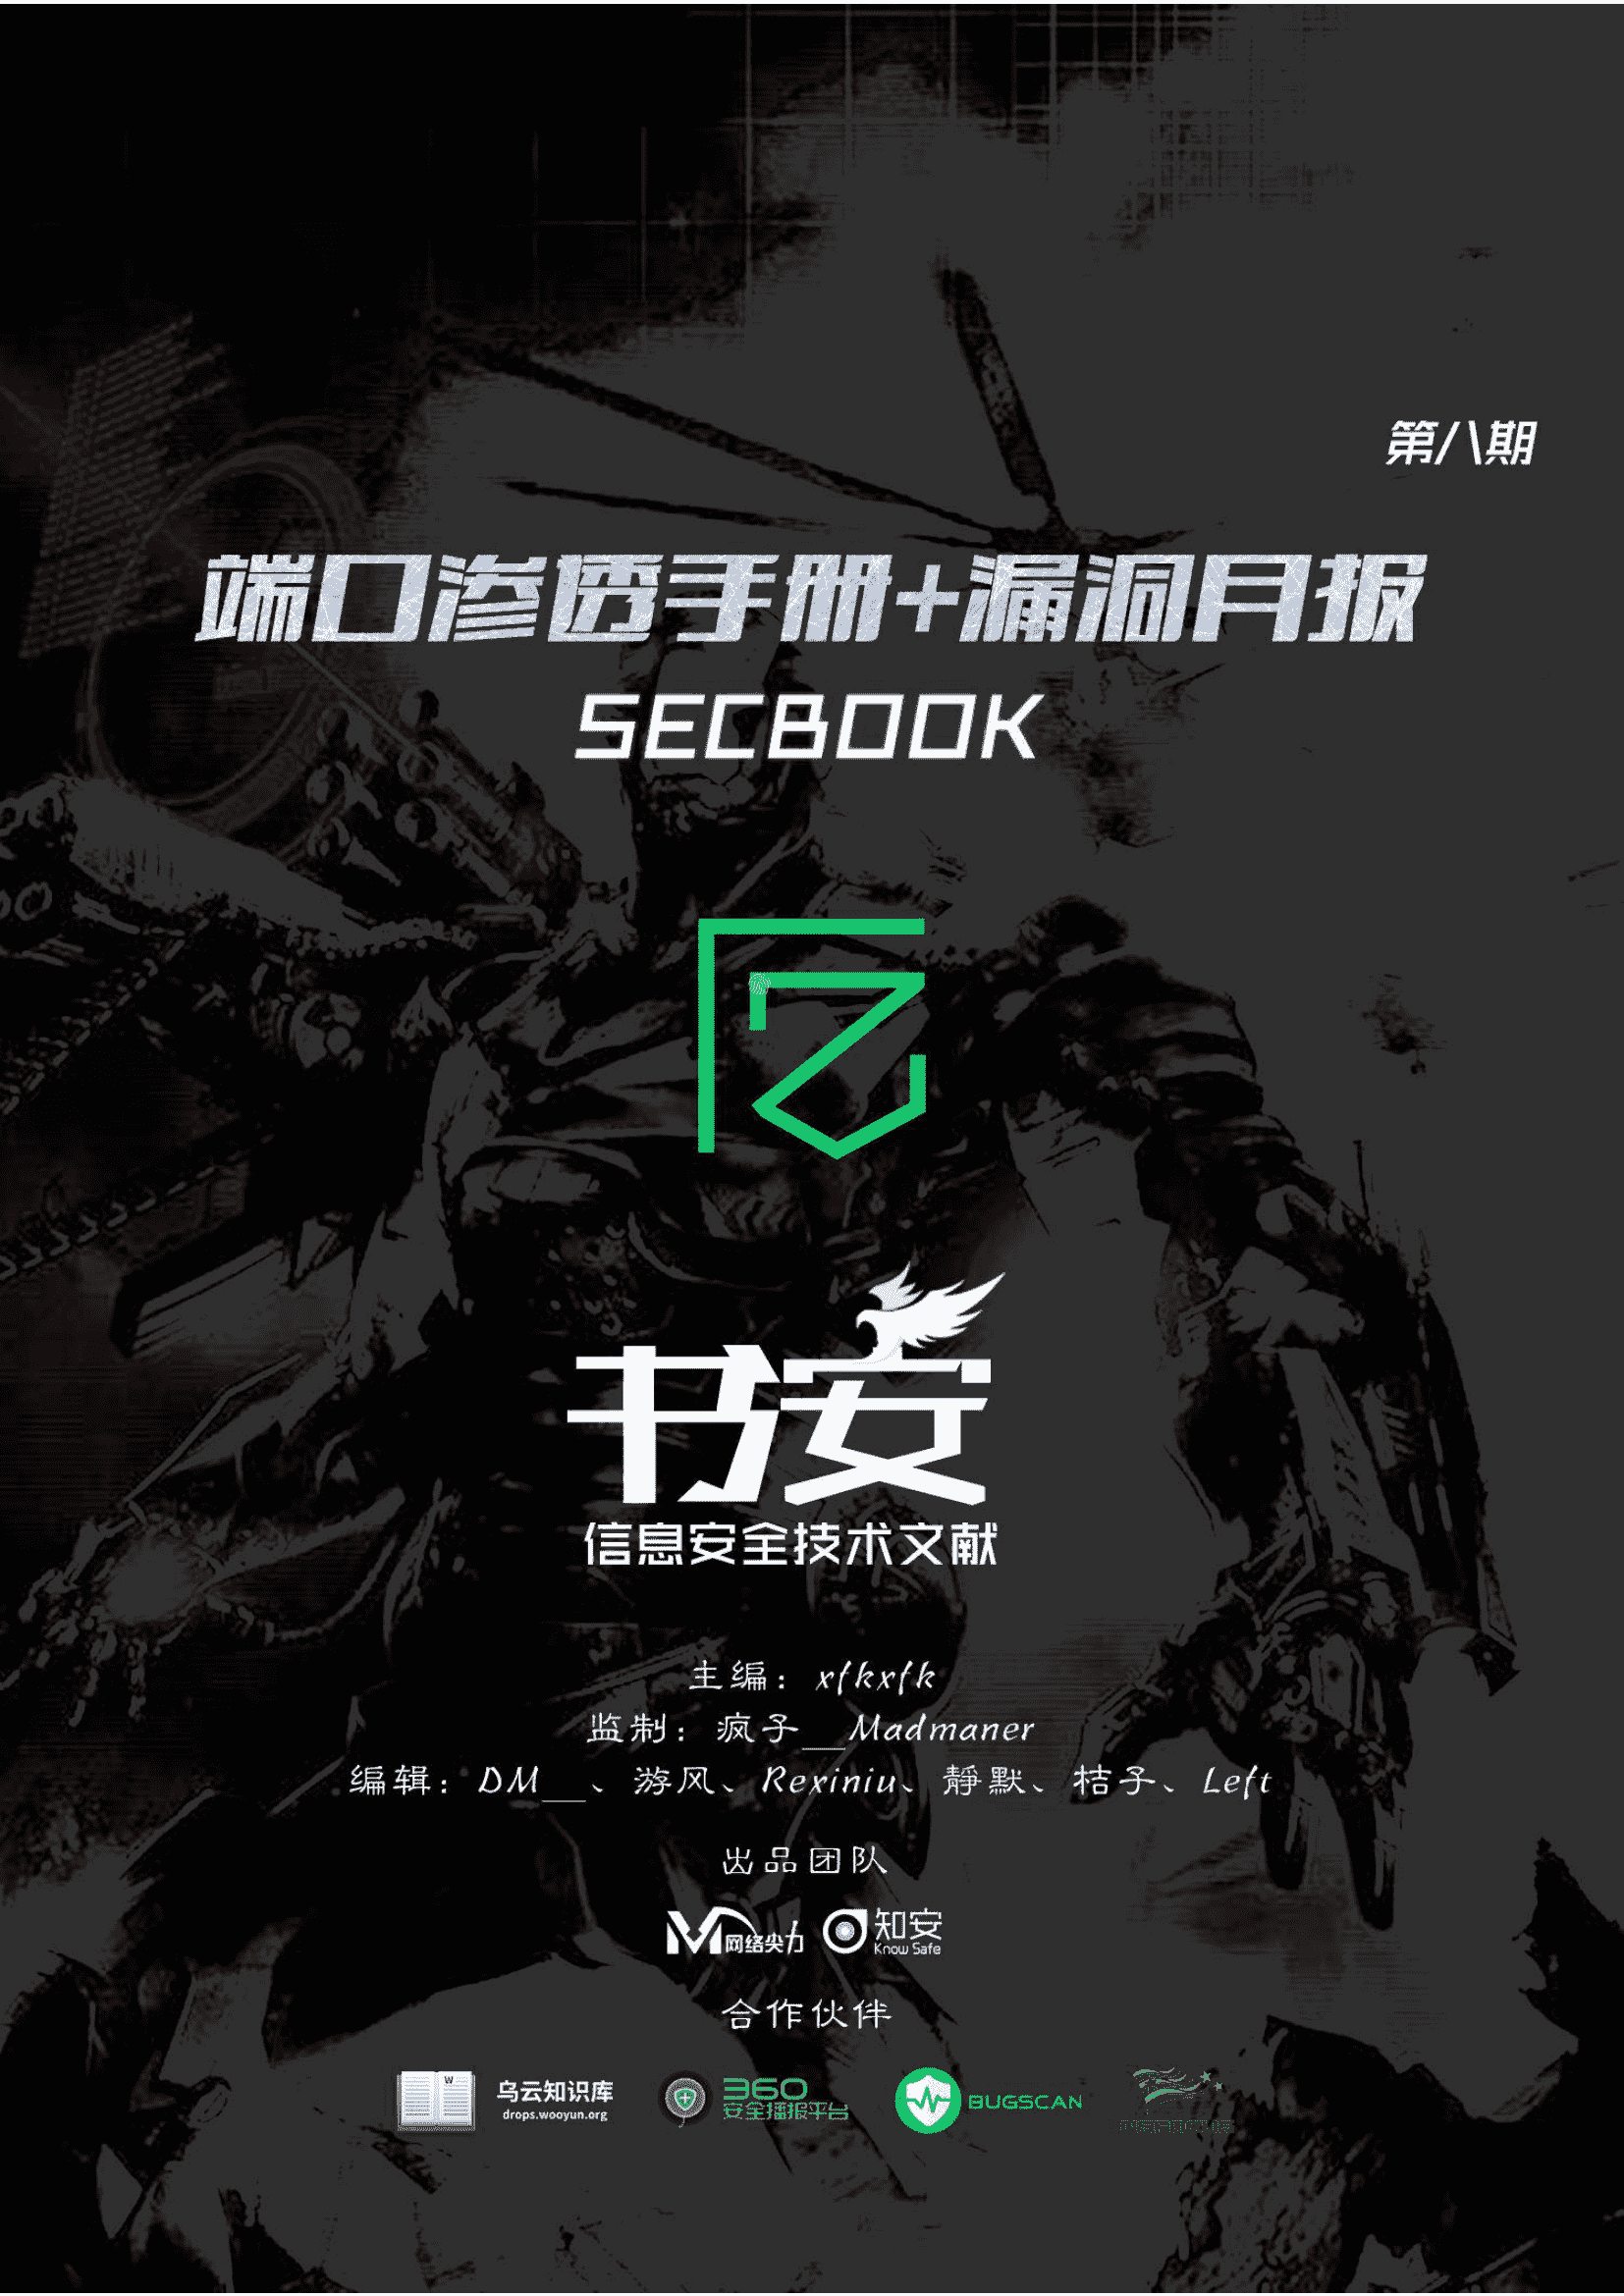 第八期
端口渗透手册+漏洞月报
SECBOOK
书安
信息安全技术文献
主编：xfkxfk
监制：疯子__Madmaner
编辑：DM__、游风、Rexiniu、靜默、桔子、Left
出品团队
M网络尖刀 知安
Know Safe
合作伙伴
W 乌云知识库 360 BUGSCAN
drops.wooyun.org 安全播报平台